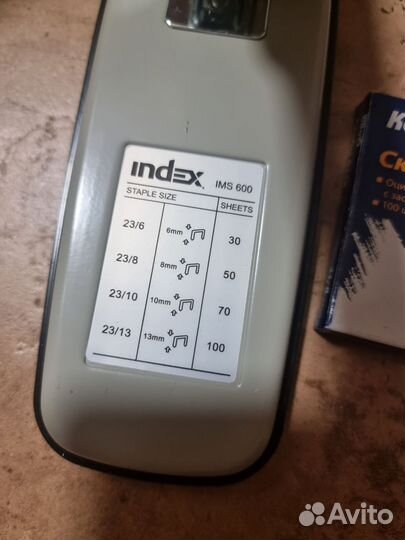 index. IMS 600
STAPLE SIZE SHEETS
23/6 6mm 30
23/8 8mm 50
23/10 10mm 70
23/13 13mm 100
Avito